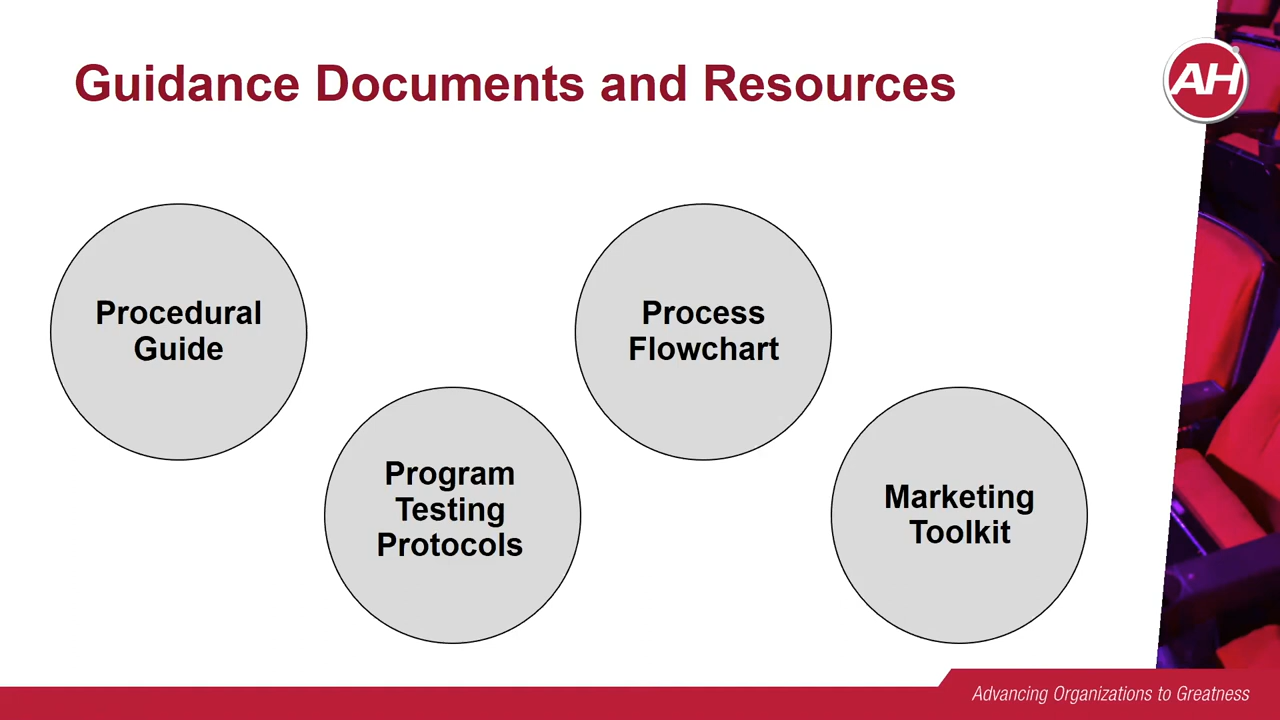 Guidance Documents and Resources
AH
Procedural
Guide
Process
Flowchart
Program
Testing
Protocols
Marketing
Toolkit
Advancing Organizations to Greatness